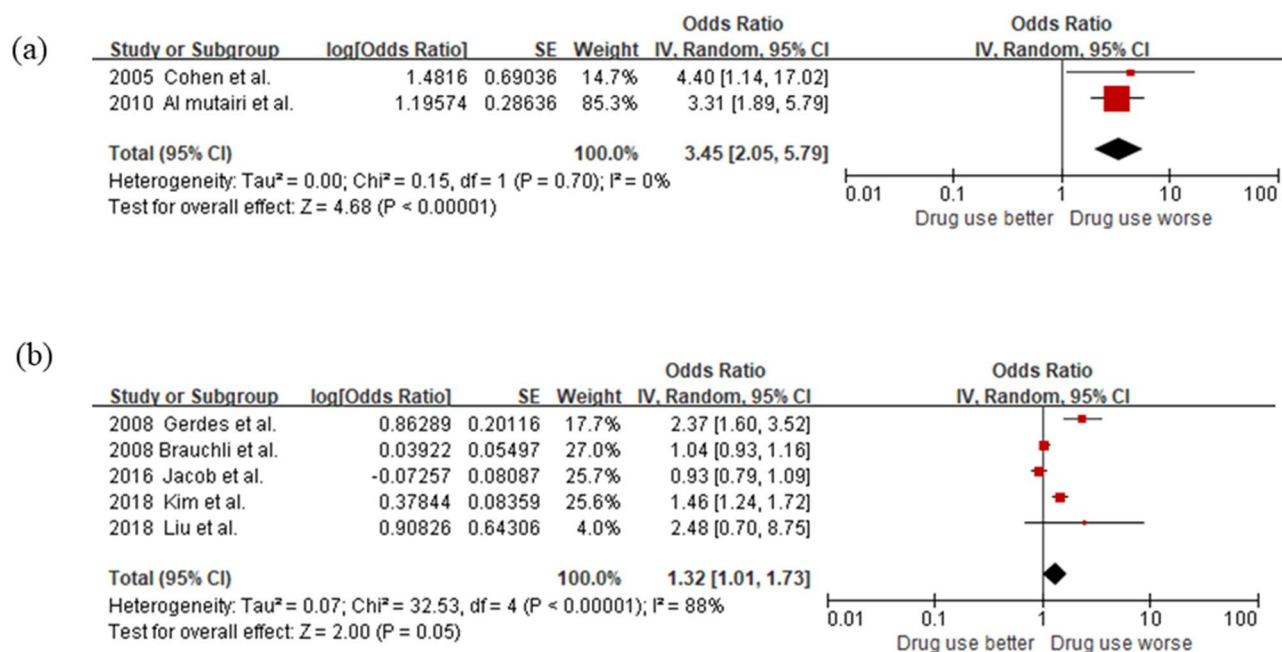 (a)
Odds Ratio Odds Ratio
Study or Subgroup log[Odds Ratio] SE Weight IV, Random, 95% CI IV, Random, 95% CI
2005 Cohen et al. 1.4816 0.69036 14.7% 4.40 [1.14, 17.02]
2010 Al mutairi et al. 1.19574 0.28636 85.3% 3.31 [1.89, 5.79]
Total (95% CI) 100.0% 3.45 [2.05, 5.79]
Heterogeneity: Tau² = 0.00; Chi² = 0.15, df = 1 (P = 0.70); I² = 0%
Test for overall effect: Z = 4.68 (P < 0.00001)
0.01 0.1 1 10 100
Drug use better Drug use worse
(b)
Odds Ratio Odds Ratio
Study or Subgroup log[Odds Ratio] SE Weight IV, Random, 95% CI IV, Random, 95% CI
2008 Gerdes et al. 0.86289 0.20116 17.7% 2.37 [1.60, 3.52]
2008 Brauchli et al. 0.03922 0.05497 27.0% 1.04 [0.93, 1.16]
2016 Jacob et al. -0.07257 0.08087 25.7% 0.93 [0.79, 1.09]
2018 Kim et al. 0.37844 0.08359 25.6% 1.46 [1.24, 1.72]
2018 Liu et al. 0.90826 0.64306 4.0% 2.48 [0.70, 8.75]
Total (95% CI) 100.0% 1.32 [1.01, 1.73]
Heterogeneity: Tau² = 0.07; Chi² = 32.53, df = 4 (P < 0.00001); I² = 88%
Test for overall effect: Z = 2.00 (P = 0.05)
0.01 0.1 1 10 100
Drug use better Drug use worse